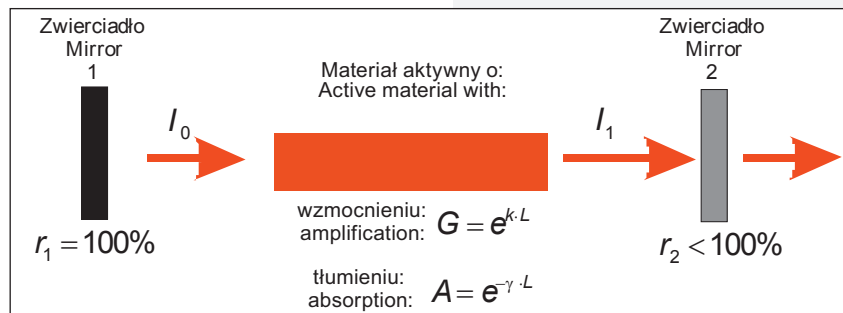 Zwierciadło
Mirror
1
Zwierciadło
Mirror
2
Materiał aktywny o:
Active material with:
I₀
I₁
wzmocnieniu:
amplification:
G = e^{k·L}
r₁ = 100%
r₂ < 100%
tłumieniu:
absorption:
A = e^{−γ·L}